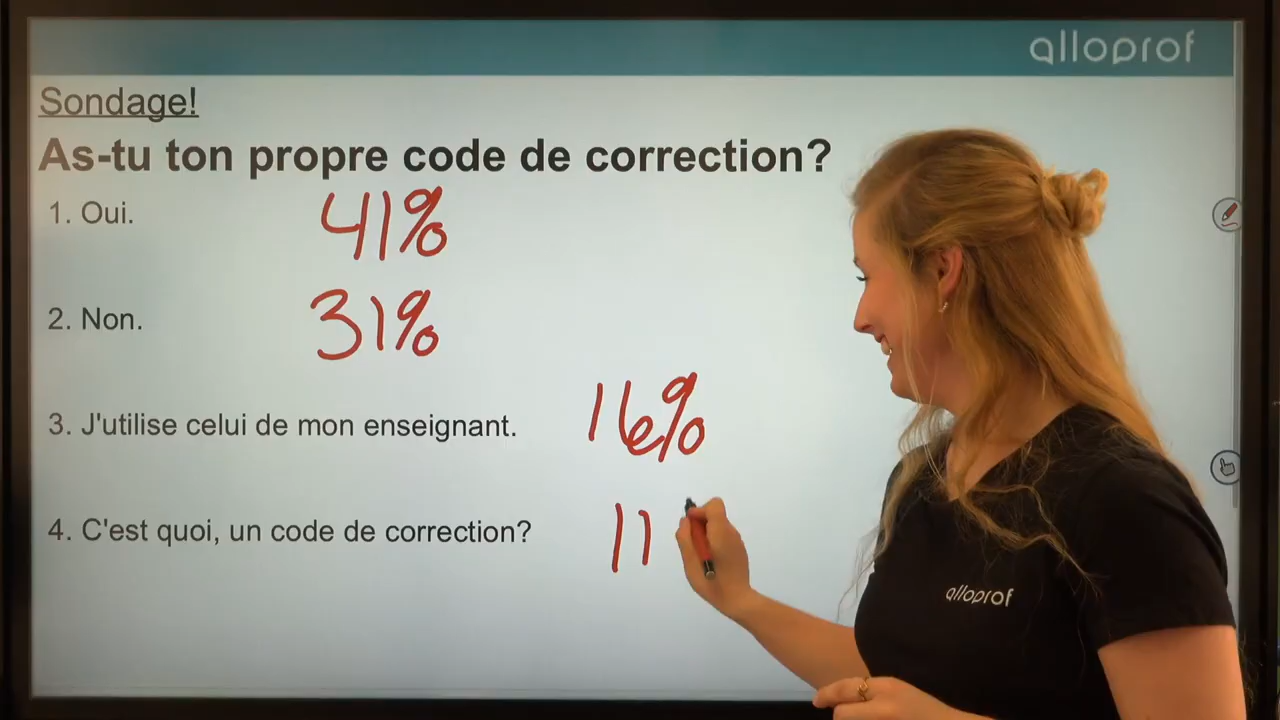 alloprof
Sondage!
As-tu ton propre code de correction?
1. Oui. 41%
2. Non. 31%
3. J'utilise celui de mon enseignant. 16%
4. C'est quoi, un code de correction? 11
alloprof